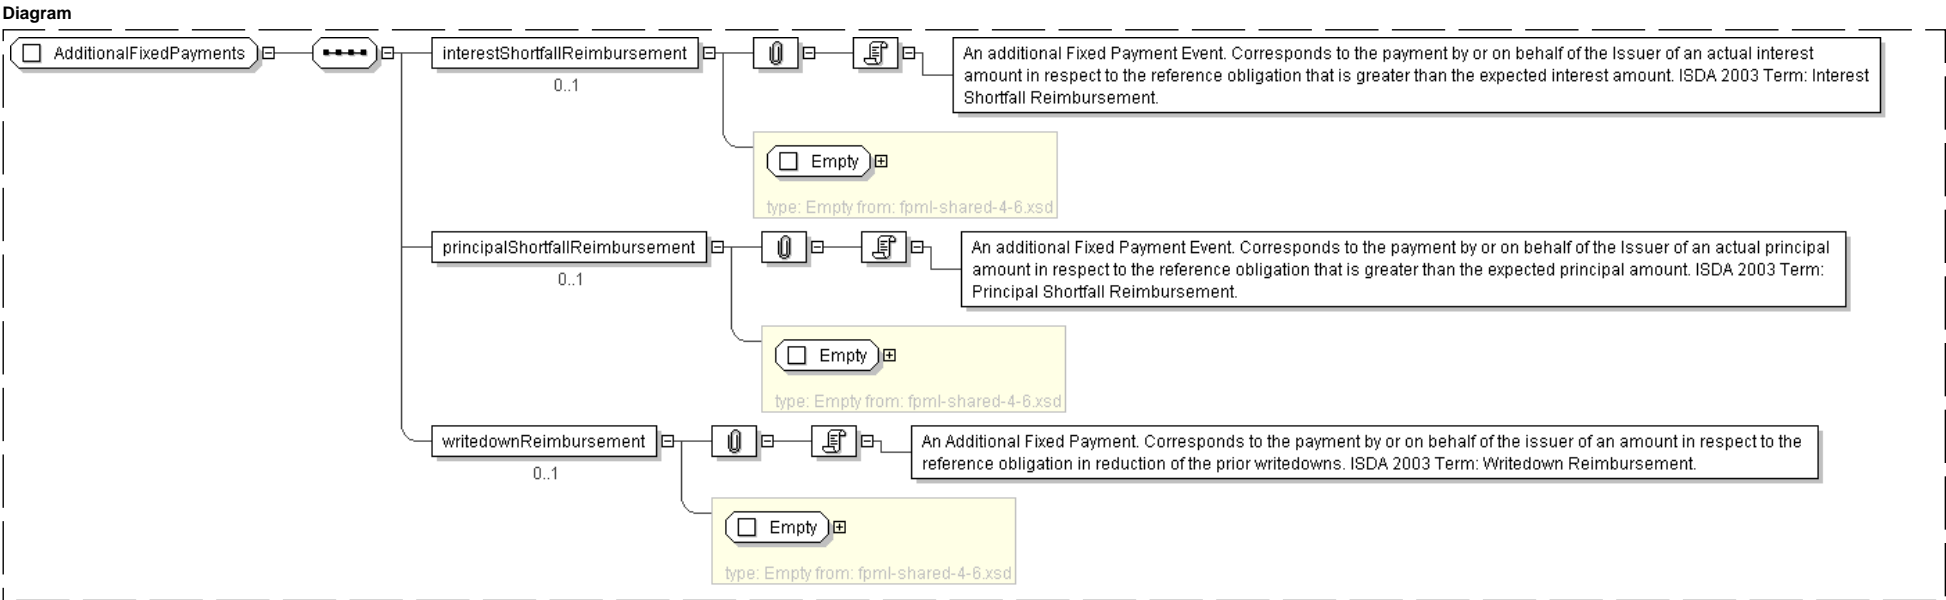 Diagram
AdditionalFixedPayments
interestShortfallReimbursement
0..1
An additional Fixed Payment Event. Corresponds to the payment by or on behalf of the Issuer of an actual interest
amount in respect to the reference obligation that is greater than the expected interest amount. ISDA 2003 Term: Interest
Shortfall Reimbursement.
Empty
type: Empty from: fpml-shared-4-6.xsd
principalShortfallReimbursement
0..1
An additional Fixed Payment Event. Corresponds to the payment by or on behalf of the Issuer of an actual principal
amount in respect to the reference obligation that is greater than the expected principal amount. ISDA 2003 Term:
Principal Shortfall Reimbursement.
Empty
type: Empty from: fpml-shared-4-6.xsd
writedownReimbursement
0..1
An Additional Fixed Payment. Corresponds to the payment by or on behalf of the issuer of an amount in respect to the
reference obligation in reduction of the prior writedowns. ISDA 2003 Term: Writedown Reimbursement.
Empty
type: Empty from: fpml-shared-4-6.xsd